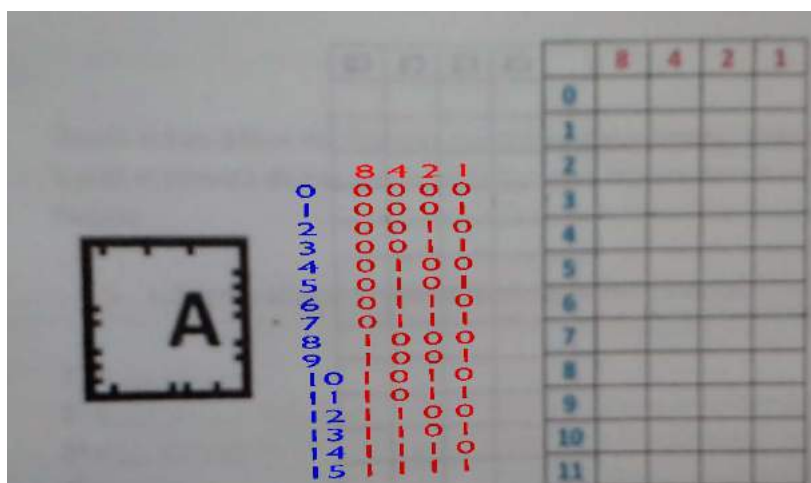 8 4 2 1
0 0 0 0 0
1 0 0 0 1
2 0 0 1 0
3 0 0 1 1
4 0 1 0 0
5 0 1 0 1
6 0 1 1 0
7 0 1 1 1
8 1 0 0 0
9 1 0 0 1
10 1 0 1 0
11 1 0 1 1
12 1 1 0 0
13 1 1 0 1
14 1 1 1 0
15 1 1 1 1
A
8 4 2 1
0
1
2
3
4
5
6
7
8
9
10
11